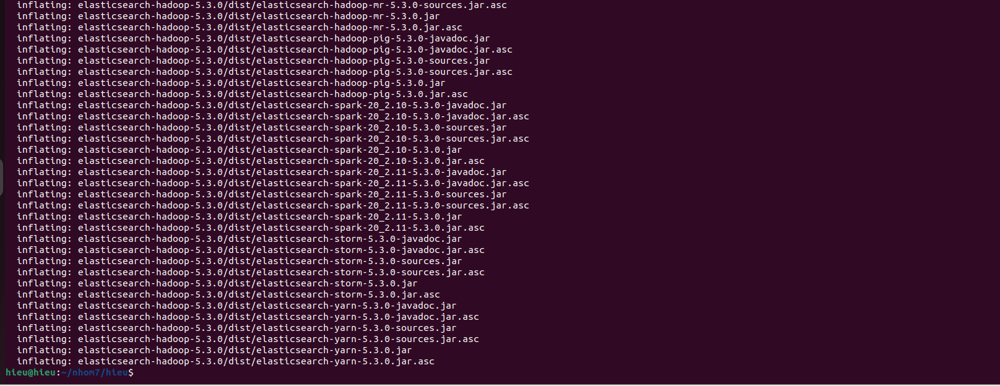 inflating: elasticsearch-hadoop-5.3.0/dist/elasticsearch-hadoop-mr-5.3.0-sources.jar.asc
inflating: elasticsearch-hadoop-5.3.0/dist/elasticsearch-hadoop-mr-5.3.0.jar
inflating: elasticsearch-hadoop-5.3.0/dist/elasticsearch-hadoop-mr-5.3.0.jar.asc
inflating: elasticsearch-hadoop-5.3.0/dist/elasticsearch-hadoop-pig-5.3.0-javadoc.jar
inflating: elasticsearch-hadoop-5.3.0/dist/elasticsearch-hadoop-pig-5.3.0-javadoc.jar.asc
inflating: elasticsearch-hadoop-5.3.0/dist/elasticsearch-hadoop-pig-5.3.0-sources.jar
inflating: elasticsearch-hadoop-5.3.0/dist/elasticsearch-hadoop-pig-5.3.0-sources.jar.asc
inflating: elasticsearch-hadoop-5.3.0/dist/elasticsearch-hadoop-pig-5.3.0.jar
inflating: elasticsearch-hadoop-5.3.0/dist/elasticsearch-hadoop-pig-5.3.0.jar.asc
inflating: elasticsearch-hadoop-5.3.0/dist/elasticsearch-spark-20_2.10-5.3.0-javadoc.jar
inflating: elasticsearch-hadoop-5.3.0/dist/elasticsearch-spark-20_2.10-5.3.0-javadoc.jar.asc
inflating: elasticsearch-hadoop-5.3.0/dist/elasticsearch-spark-20_2.10-5.3.0-sources.jar
inflating: elasticsearch-hadoop-5.3.0/dist/elasticsearch-spark-20_2.10-5.3.0-sources.jar.asc
inflating: elasticsearch-hadoop-5.3.0/dist/elasticsearch-spark-20_2.10-5.3.0.jar
inflating: elasticsearch-hadoop-5.3.0/dist/elasticsearch-spark-20_2.10-5.3.0.jar.asc
inflating: elasticsearch-hadoop-5.3.0/dist/elasticsearch-spark-20_2.11-5.3.0-javadoc.jar
inflating: elasticsearch-hadoop-5.3.0/dist/elasticsearch-spark-20_2.11-5.3.0-javadoc.jar.asc
inflating: elasticsearch-hadoop-5.3.0/dist/elasticsearch-spark-20_2.11-5.3.0-sources.jar
inflating: elasticsearch-hadoop-5.3.0/dist/elasticsearch-spark-20_2.11-5.3.0-sources.jar.asc
inflating: elasticsearch-hadoop-5.3.0/dist/elasticsearch-spark-20_2.11-5.3.0.jar
inflating: elasticsearch-hadoop-5.3.0/dist/elasticsearch-spark-20_2.11-5.3.0.jar.asc
inflating: elasticsearch-hadoop-5.3.0/dist/elasticsearch-storm-5.3.0-javadoc.jar
inflating: elasticsearch-hadoop-5.3.0/dist/elasticsearch-storm-5.3.0-javadoc.jar.asc
inflating: elasticsearch-hadoop-5.3.0/dist/elasticsearch-storm-5.3.0-sources.jar
inflating: elasticsearch-hadoop-5.3.0/dist/elasticsearch-storm-5.3.0-sources.jar.asc
inflating: elasticsearch-hadoop-5.3.0/dist/elasticsearch-storm-5.3.0.jar
inflating: elasticsearch-hadoop-5.3.0/dist/elasticsearch-storm-5.3.0.jar.asc
inflating: elasticsearch-hadoop-5.3.0/dist/elasticsearch-yarn-5.3.0-javadoc.jar
inflating: elasticsearch-hadoop-5.3.0/dist/elasticsearch-yarn-5.3.0-javadoc.jar.asc
inflating: elasticsearch-hadoop-5.3.0/dist/elasticsearch-yarn-5.3.0-sources.jar
inflating: elasticsearch-hadoop-5.3.0/dist/elasticsearch-yarn-5.3.0-sources.jar.asc
inflating: elasticsearch-hadoop-5.3.0/dist/elasticsearch-yarn-5.3.0.jar
inflating: elasticsearch-hadoop-5.3.0/dist/elasticsearch-yarn-5.3.0.jar.asc
hieu@hieu:~/nhom7/hieu$